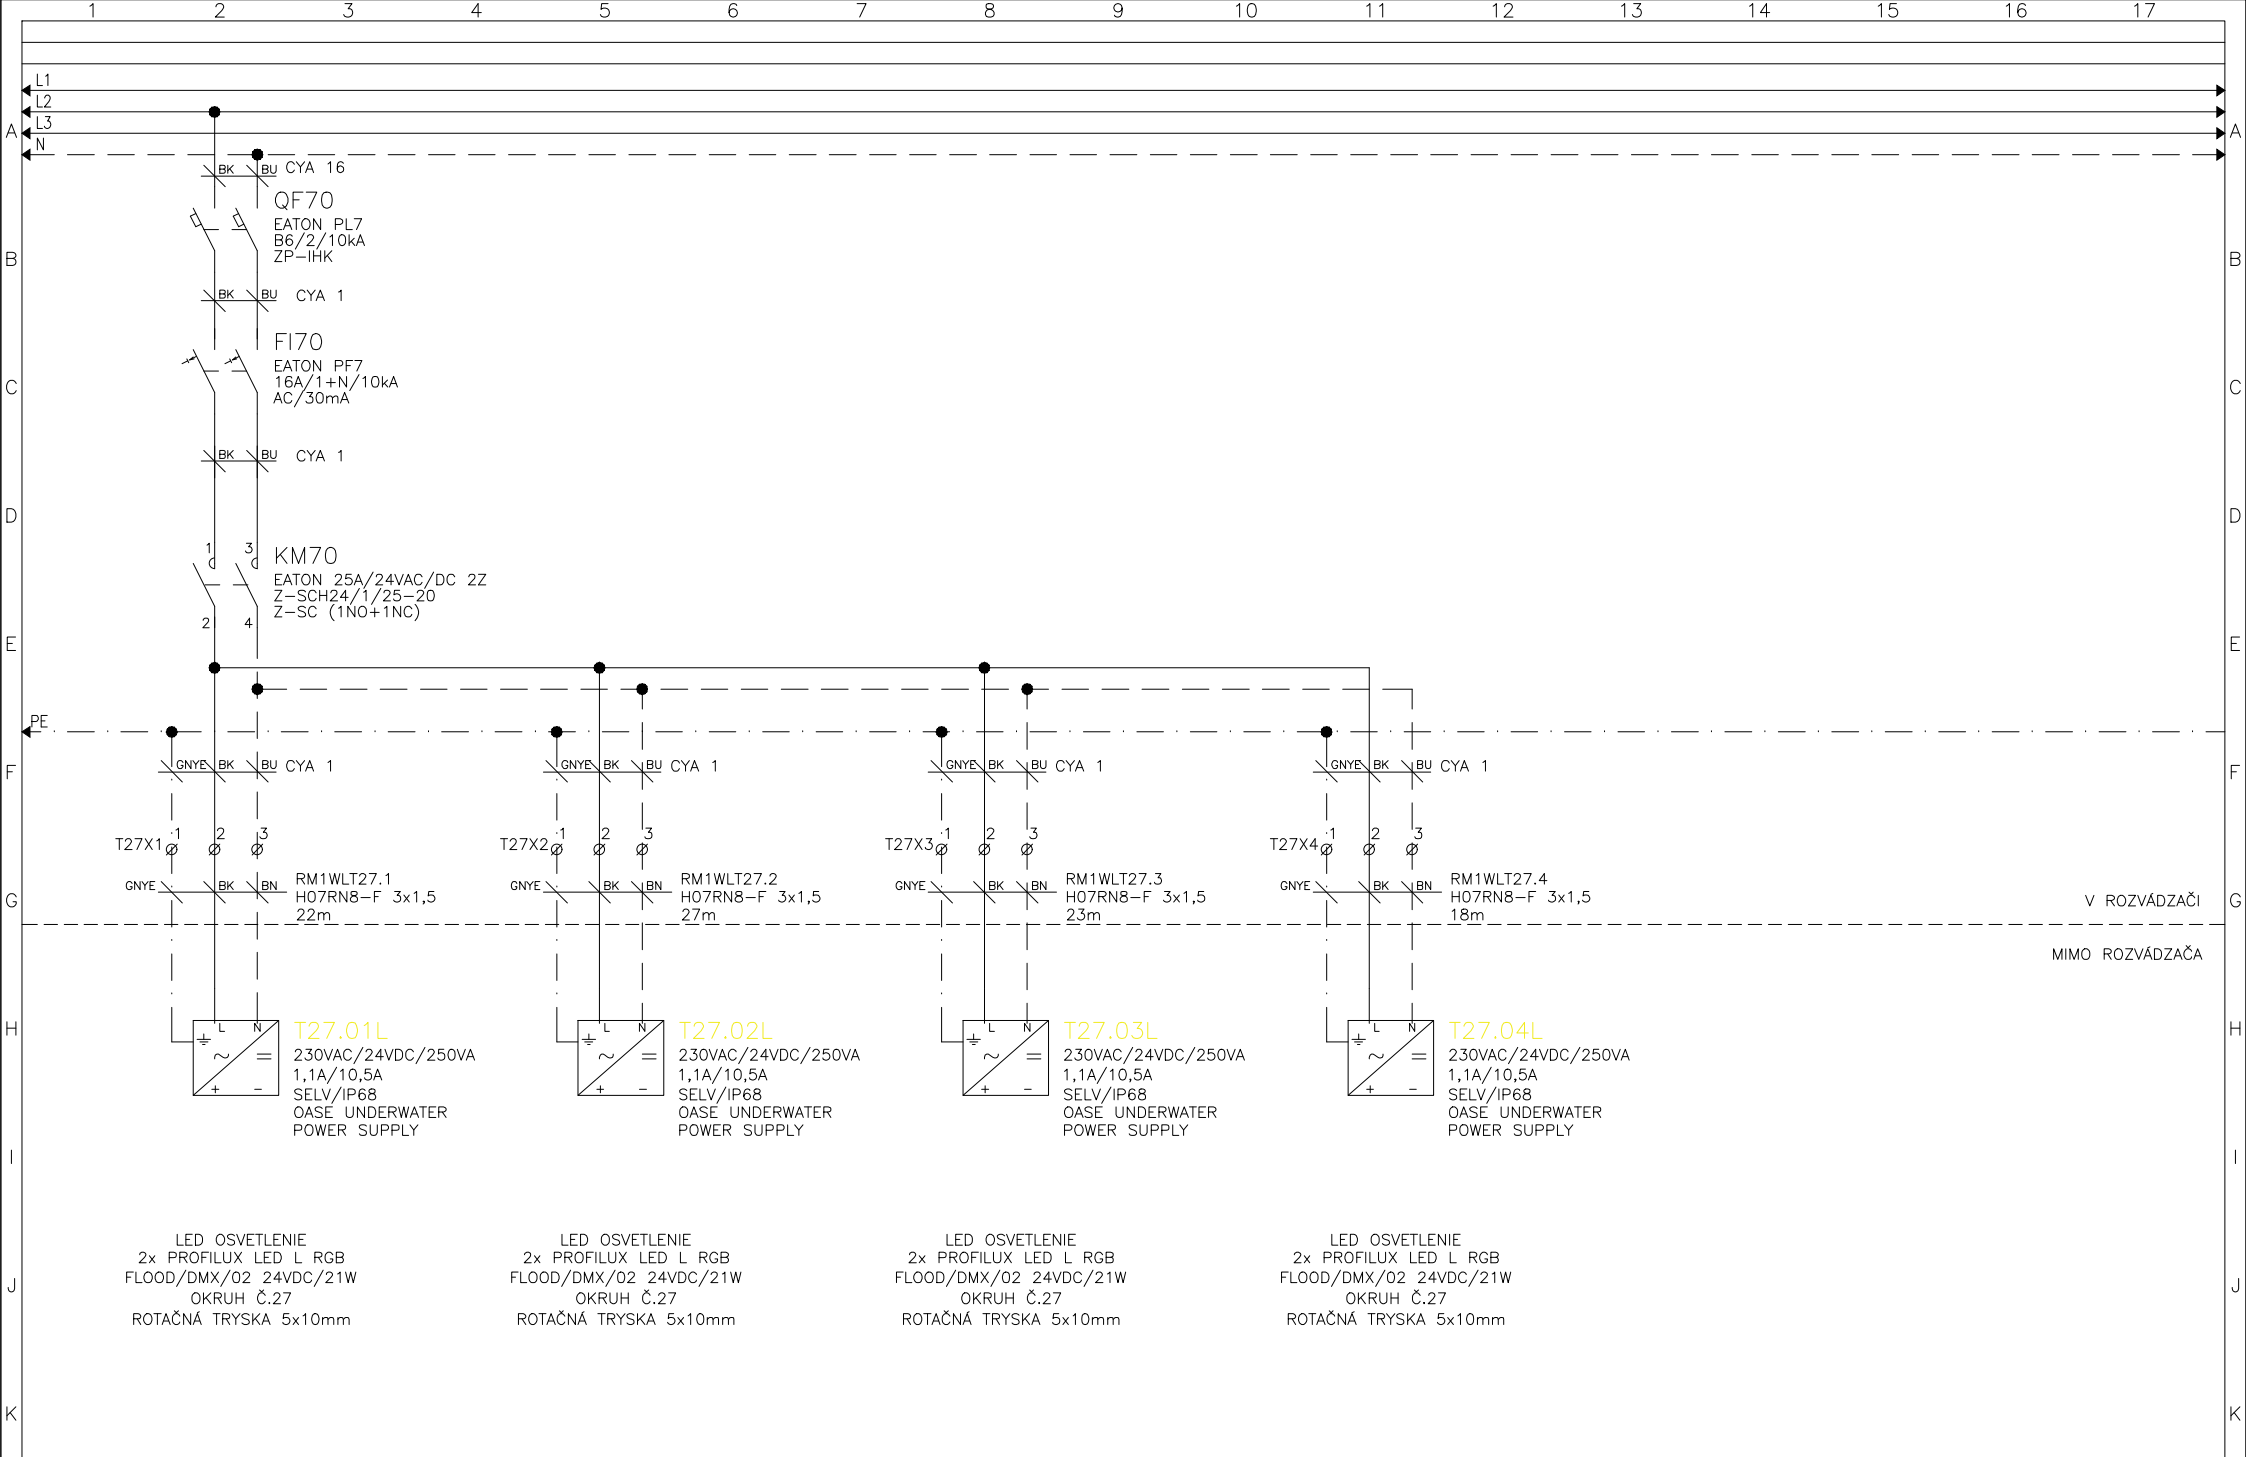 1 2 3 4 5 6 7 8 9 10 11 12 13 14 15 16 17
L1
L2
A L3 A
N
BK BU CYA 16
QF70
EATON PL7
B6/2/10kA
B ZP-IHK B
BK BU CYA 1
FI70
EATON PF7
16A/1+N/10kA
C AC/30mA C
BK BU CYA 1
D D
1 3 KM70
EATON 25A/24VAC/DC 2Z
Z-SCH24/1/25-20
Z-SC (1NO+1NC)
2 4
E E
PE
GNYE BK BU CYA 1 GNYE BK BU CYA 1 GNYE BK BU CYA 1 GNYE BK BU CYA 1
F F
1 2 3 1 2 3 1 2 3 1 2 3
T27X1 T27X2 T27X3 T27X4
RM1WLT27.1 RM1WLT27.2 RM1WLT27.3 RM1WLT27.4
GNYE BK BN GNYE BK BN GNYE BK BN GNYE BK BN
H07RN8-F 3x1,5 H07RN8-F 3x1,5 H07RN8-F 3x1,5 H07RN8-F 3x1,5
G V ROZVÁDZAČI G
22m 27m 23m 18m
MIMO ROZVÁDZAČA
H L N T27.01L L N T27.02L L N T27.03L L N T27.04L H
230VAC/24VDC/250VA 230VAC/24VDC/250VA 230VAC/24VDC/250VA 230VAC/24VDC/250VA
1,1A/10,5A 1,1A/10,5A 1,1A/10,5A 1,1A/10,5A
+ - SELV/IP68 + - SELV/IP68 + - SELV/IP68 + - SELV/IP68
OASE UNDERWATER OASE UNDERWATER OASE UNDERWATER OASE UNDERWATER
POWER SUPPLY POWER SUPPLY POWER SUPPLY POWER SUPPLY
I I
LED OSVETLENIE LED OSVETLENIE LED OSVETLENIE LED OSVETLENIE
2x PROFILUX LED L RGB 2x PROFILUX LED L RGB 2x PROFILUX LED L RGB 2x PROFILUX LED L RGB
FLOOD/DMX/02 24VDC/21W FLOOD/DMX/02 24VDC/21W FLOOD/DMX/02 24VDC/21W FLOOD/DMX/02 24VDC/21W
J J
OKRUH Č.27 OKRUH Č.27 OKRUH Č.27 OKRUH Č.27
ROTAČNÁ TRYSKA 5x10mm ROTAČNÁ TRYSKA 5x10mm ROTAČNÁ TRYSKA 5x10mm ROTAČNÁ TRYSKA 5x10mm
K K